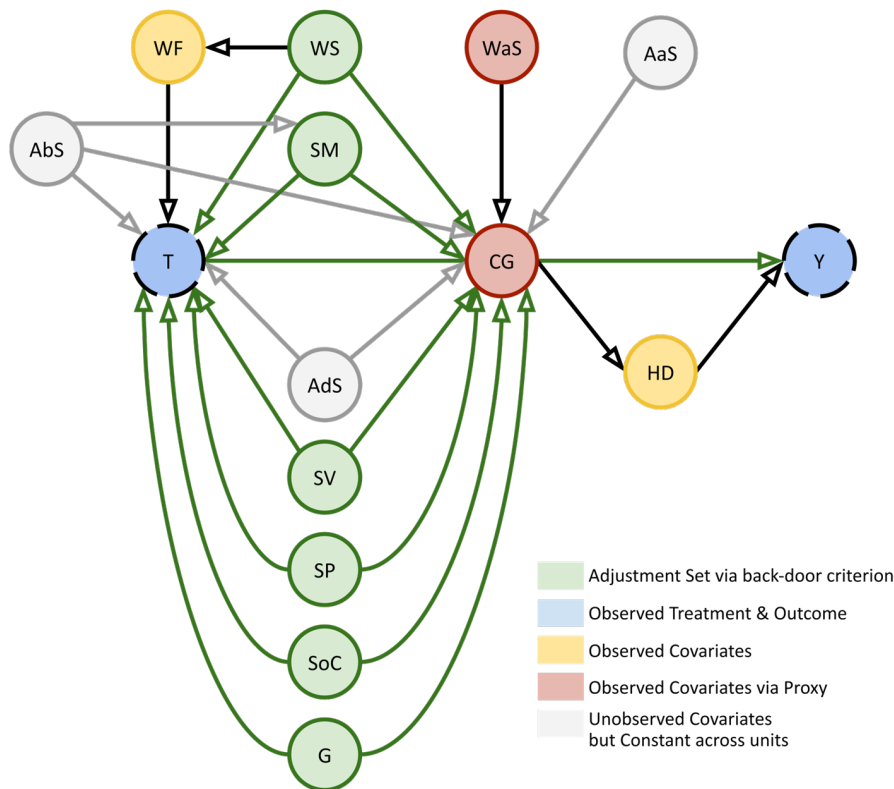 WF
WS
WaS
AaS
AbS
SM
T
CG
Y
HD
AdS
SV
SP
SoC
G
Adjustment Set via back-door criterion
Observed Treatment & Outcome
Observed Covariates
Observed Covariates via Proxy
Unobserved Covariates
but Constant across units